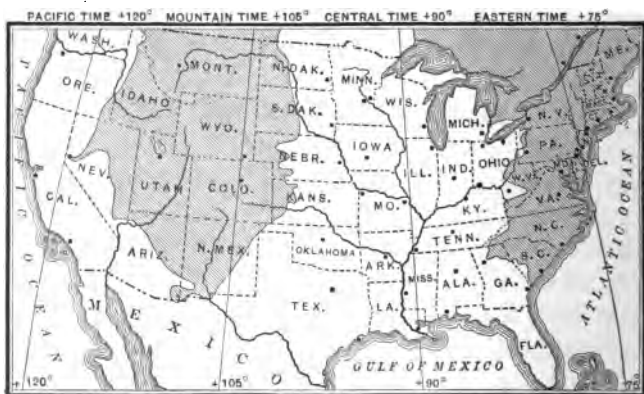 PACIFIC TIME +120° MOUNTAIN TIME +105° CENTRAL TIME +90° EASTERN TIME +75°
WASH.
MONT.
N. DAK.
MINN.
ME.
ORE.
IDAHO
WIS.
S. DAK.
MICH.
N.Y.
WYO.
IOWA
PA.
NEBR.
ILL.
IND.
OHIO
NEV.
UTAH
COLO.
W.VA.
VA.
KANS.
MO.
KY.
CAL.
N.C.
TENN.
ARIZ.
N. MEX.
OKLAHOMA
ARK.
S.C.
MISS.
ALA.
GA.
TEX.
LA.
FLA.
PACIFIC OCEAN
MEXICO
GULF OF MEXICO
ATLANTIC OCEAN
+120°
+105°
+90°
+75°